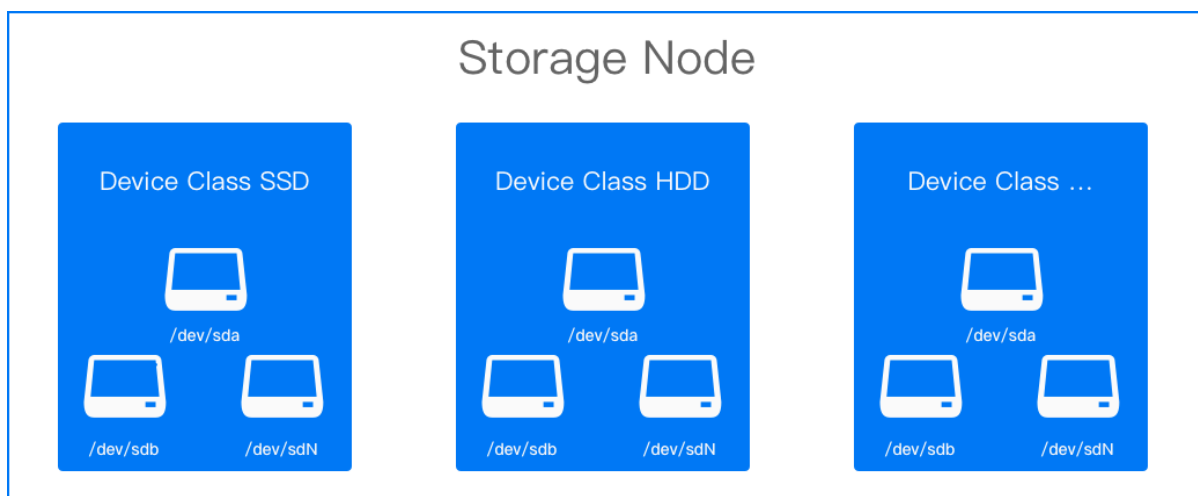 Storage Node
Device Class SSD
/dev/sda
/dev/sdb
/dev/sdN
Device Class HDD
/dev/sda
/dev/sdb
/dev/sdN
Device Class ...
/dev/sda
/dev/sdb
/dev/sdN